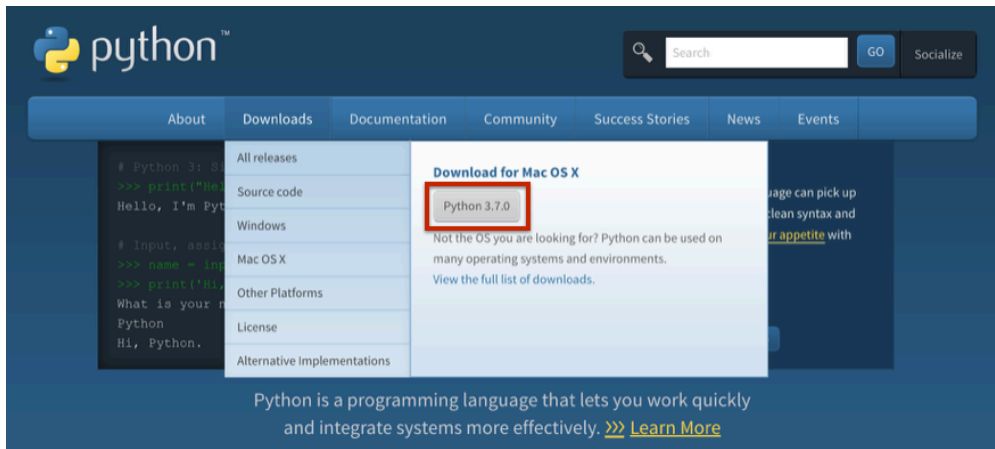 python™
Search
GO
Socialize
About
Downloads
Documentation
Community
Success Stories
News
Events
# Python 3: Si
>>> print("Hel
Hello, I'm Pyt
# Input, assig
>>> name = inp
>>> print('Hi,
What is your n
Python
Hi, Python.
All releases
Source code
Windows
Mac OS X
Other Platforms
License
Alternative Implementations
Download for Mac OS X
Python 3.7.0
Not the OS you are looking for? Python can be used on
many operating systems and environments.
View the full list of downloads.
uage can pick up
clean syntax and
ur appetite with
Python is a programming language that lets you work quickly
and integrate systems more effectively. >>> Learn More